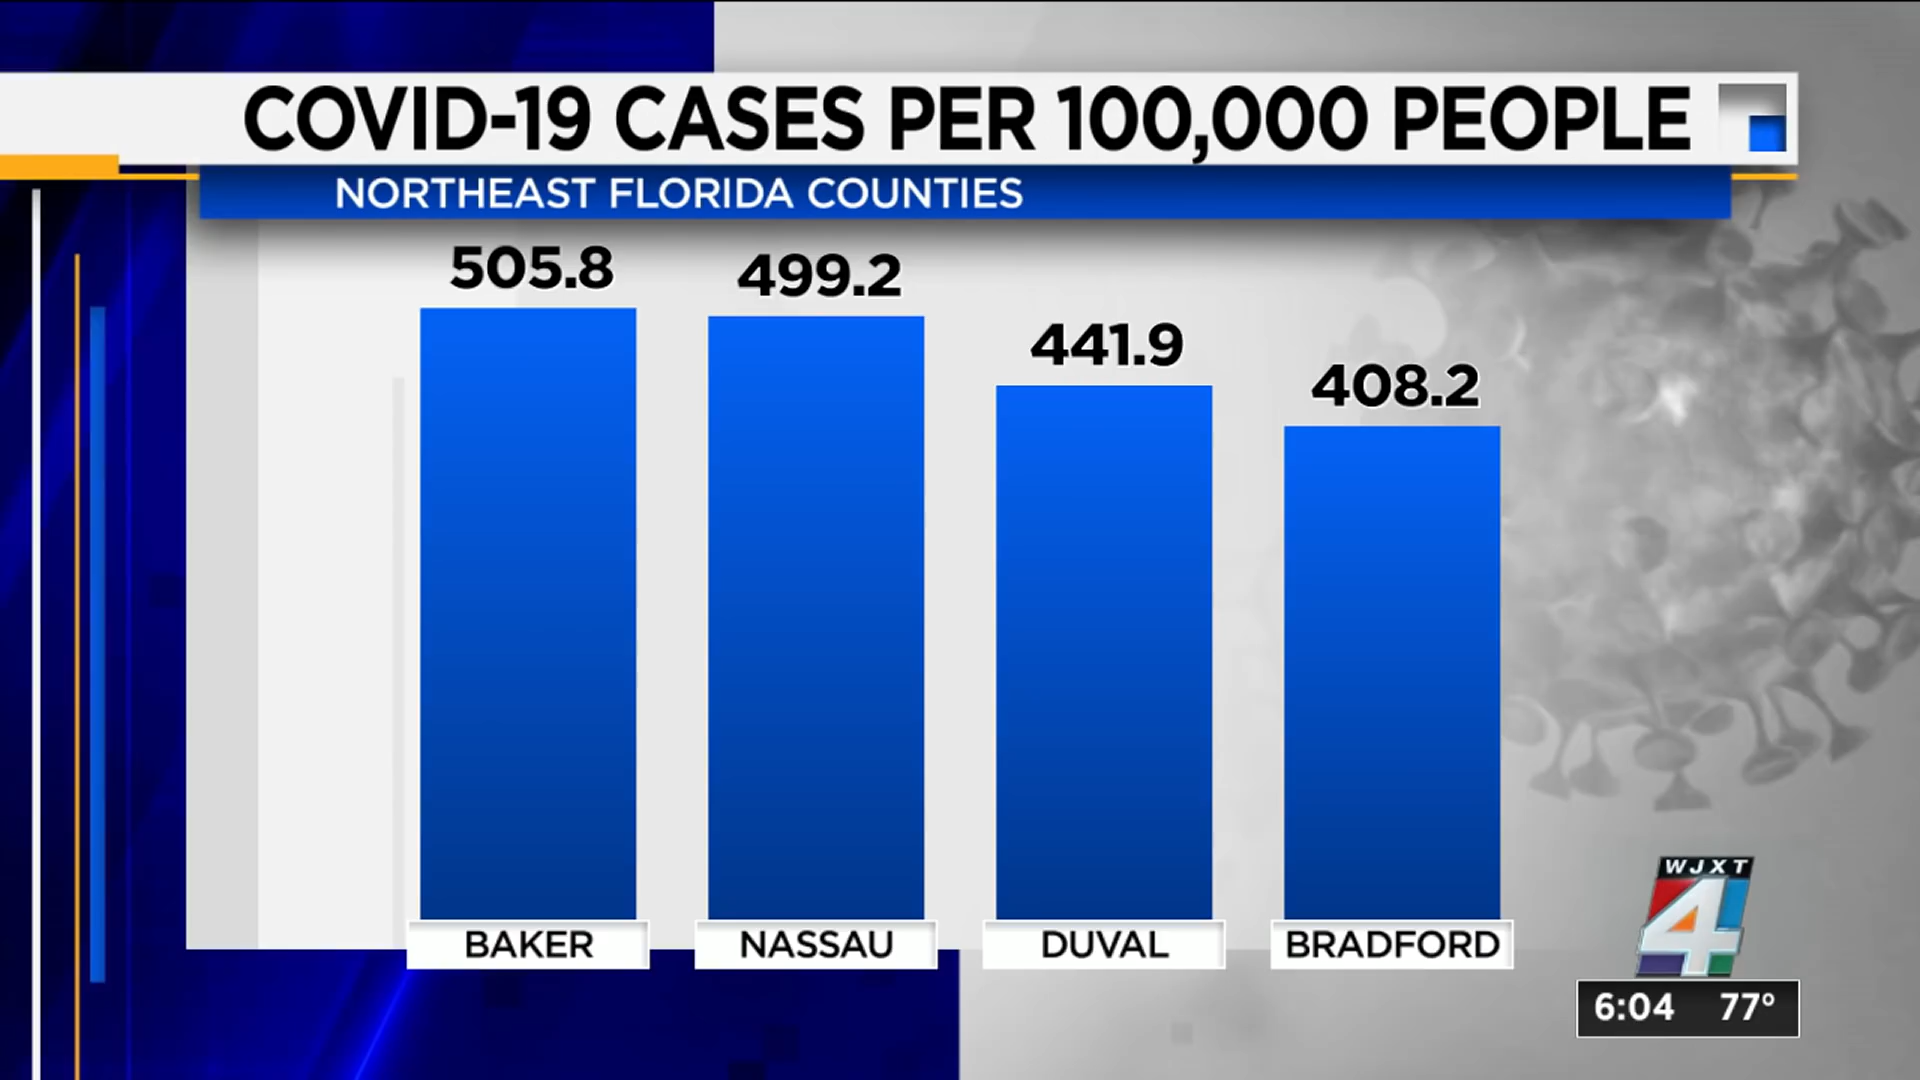 COVID-19 CASES PER 100,000 PEOPLE
NORTHEAST FLORIDA COUNTIES
505.8
499.2
441.9
408.2
BAKER
NASSAU
DUVAL
BRADFORD
WJXT
4
6:04 77°